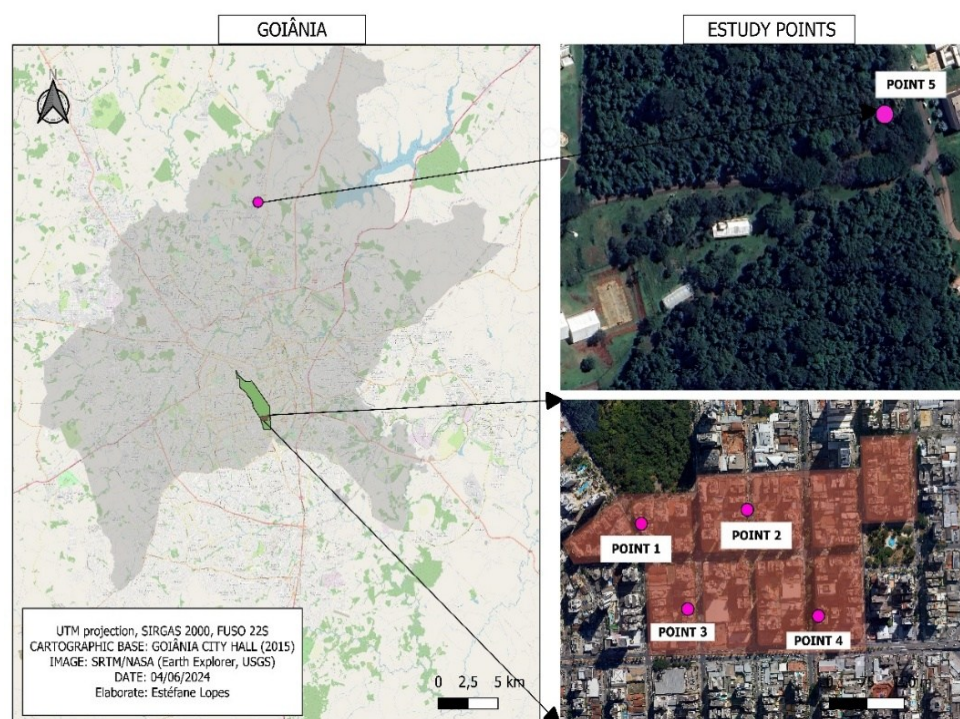 GOIÂNIA
ESTUDY POINTS
N
POINT 5
POINT 1
POINT 2
POINT 3
POINT 4
UTM projection, SIRGAS 2000, FUSO 22S
CARTOGRAPHIC BASE: GOIÂNIA CITY HALL (2015)
IMAGE: SRTM/NASA (Earth Explorer, USGS)
DATE: 04/06/2024
Elaborate: Estéfane Lopes
0 2,5 5 km